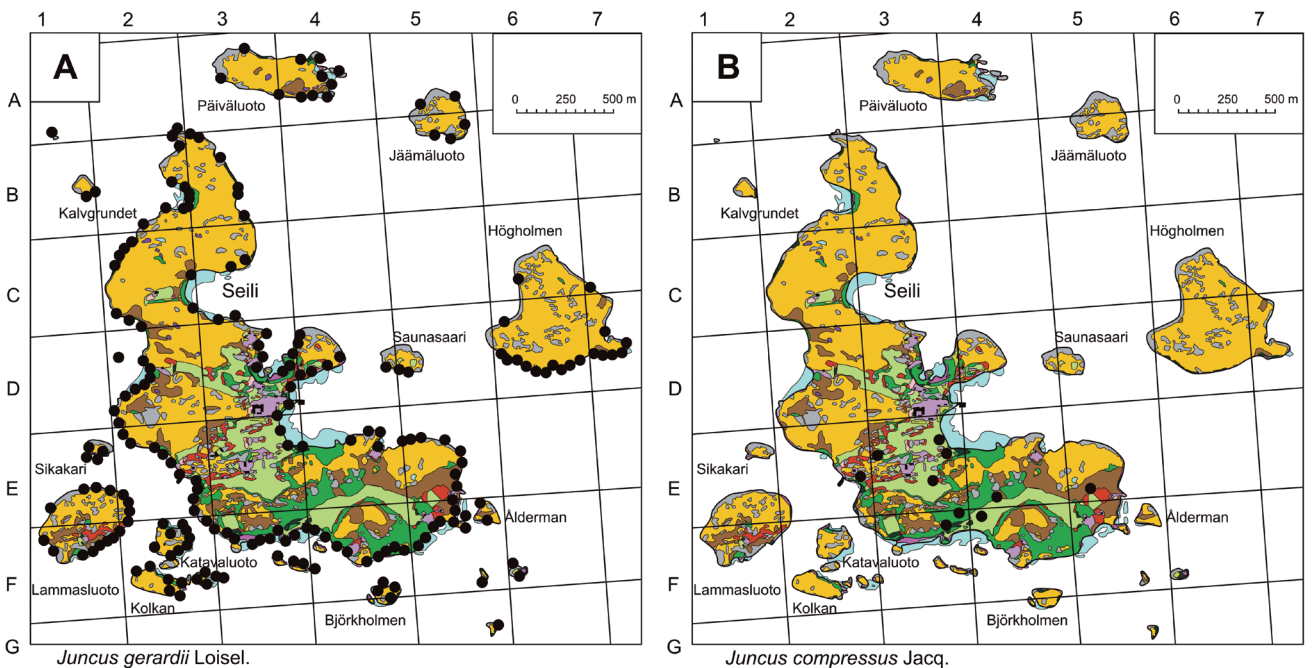 1 2 3 4 5 6 7
A
0 250 500 m
A
B
C
D
E
F
G
Päiväluoto
Jäämäluoto
Kalvgrundet
Högholmen
Seili
Saunasaari
Sikakari
Ålderman
Katavaluoto
Lammasluoto
Kolkan
Björkholmen
Juncus gerardii Loisel.
1 2 3 4 5 6 7
B
0 250 500 m
A
B
C
D
E
F
G
Päiväluoto
Jäämäluoto
Kalvgrundet
Högholmen
Seili
Saunasaari
Sikakari
Ålderman
Katavaluoto
Lammasluoto
Kolkan
Björkholmen
Juncus compressus Jacq.